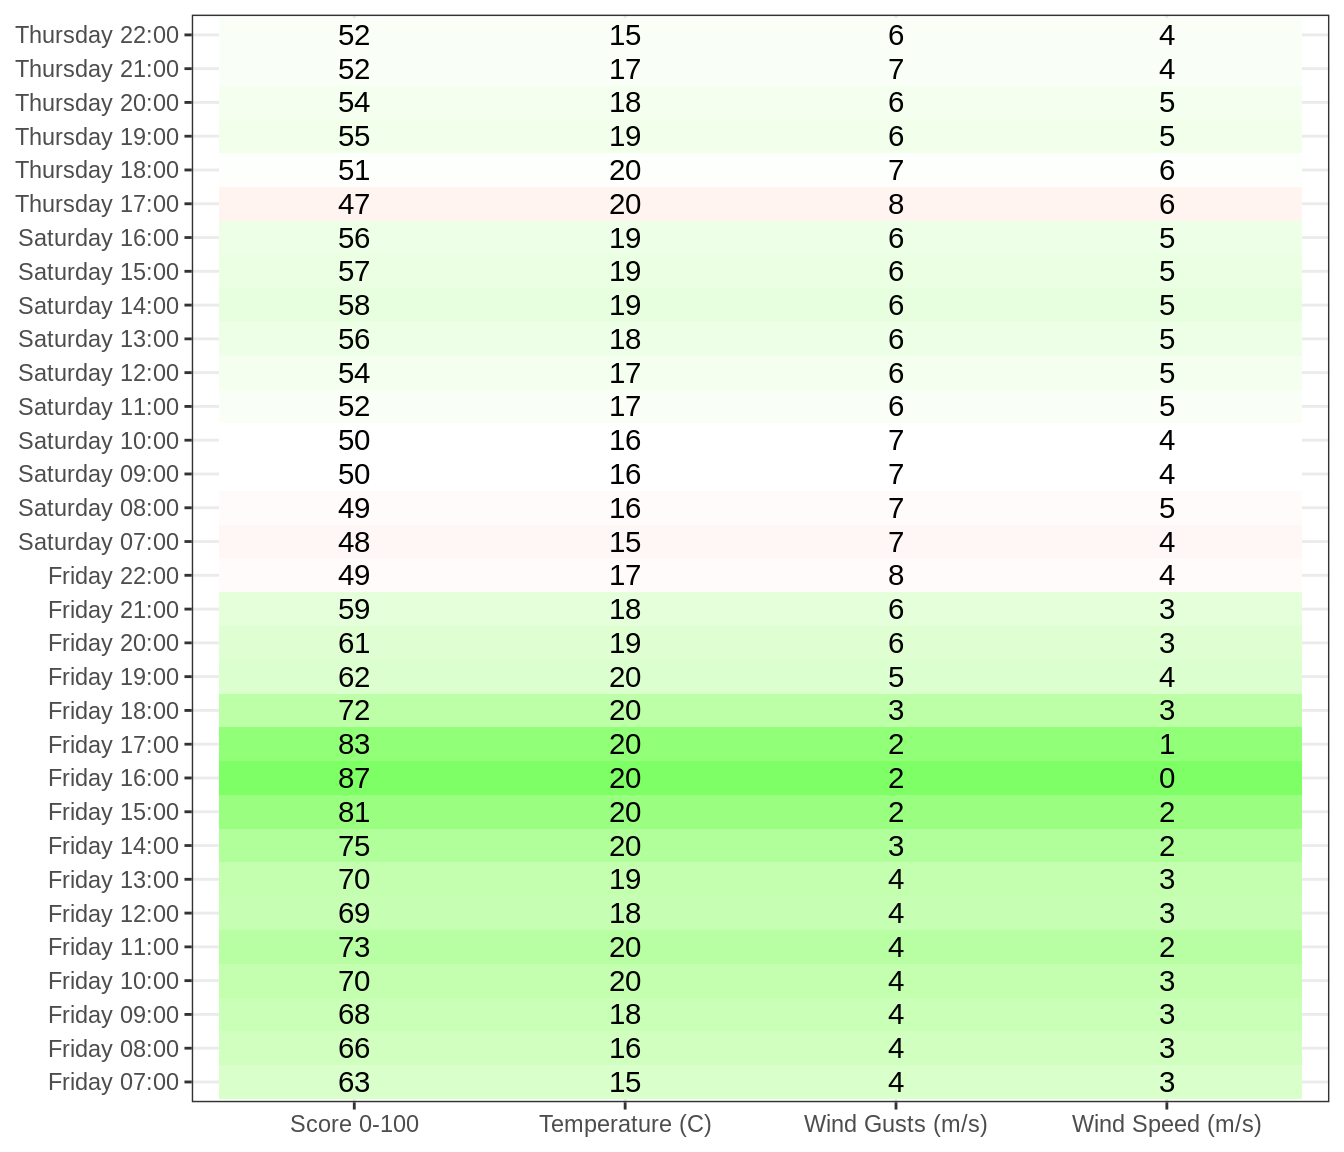 Thursday 22:00 52 15 6 4
Thursday 21:00 52 17 7 4
Thursday 20:00 54 18 6 5
Thursday 19:00 55 19 6 5
Thursday 18:00 51 20 7 6
Thursday 17:00 47 20 8 6
Saturday 16:00 56 19 6 5
Saturday 15:00 57 19 6 5
Saturday 14:00 58 19 6 5
Saturday 13:00 56 18 6 5
Saturday 12:00 54 17 6 5
Saturday 11:00 52 17 6 5
Saturday 10:00 50 16 7 4
Saturday 09:00 50 16 7 4
Saturday 08:00 49 16 7 5
Saturday 07:00 48 15 7 4
Friday 22:00 49 17 8 4
Friday 21:00 59 18 6 3
Friday 20:00 61 19 6 3
Friday 19:00 62 20 5 4
Friday 18:00 72 20 3 3
Friday 17:00 83 20 2 1
Friday 16:00 87 20 2 0
Friday 15:00 81 20 2 2
Friday 14:00 75 20 3 2
Friday 13:00 70 19 4 3
Friday 12:00 69 18 4 3
Friday 11:00 73 20 4 2
Friday 10:00 70 20 4 3
Friday 09:00 68 18 4 3
Friday 08:00 66 16 4 3
Friday 07:00 63 15 4 3
Score 0-100 Temperature (C) Wind Gusts (m/s) Wind Speed (m/s)